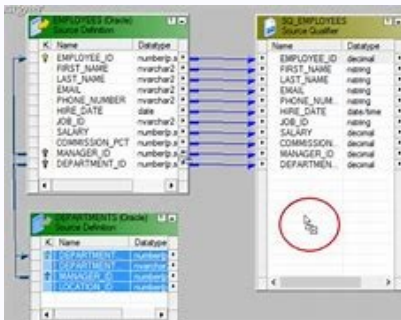 EMPLOYEES (Oracle)
Source Definition
K Name Datatype
EMPLOYEE_ID number(p,s)
FIRST_NAME nvarchar2
LAST_NAME nvarchar2
EMAIL nvarchar2
PHONE_NUMBER nvarchar2
HIRE_DATE date
JOB_ID nvarchar2
SALARY number(p,s)
COMMISSION_PCT number(p,s)
MANAGER_ID number(p,s)
DEPARTMENT_ID number(p,s)
SQ_EMPLOYEES
Source Qualifier
Name Datatype
EMPLOYEE_ID decimal
FIRST_NAME nstring
LAST_NAME nstring
EMAIL nstring
PHONE_NUM... nstring
HIRE_DATE date/time
JOB_ID nstring
SALARY decimal
COMMISSION... decimal
MANAGER_ID decimal
DEPARTMEN... decimal
DEPARTMENTS (Oracle)
Source Definition
K Name Datatype
DEPARTMENT
DEPARTMENT
MANAGER_ID
LOCATION_ID